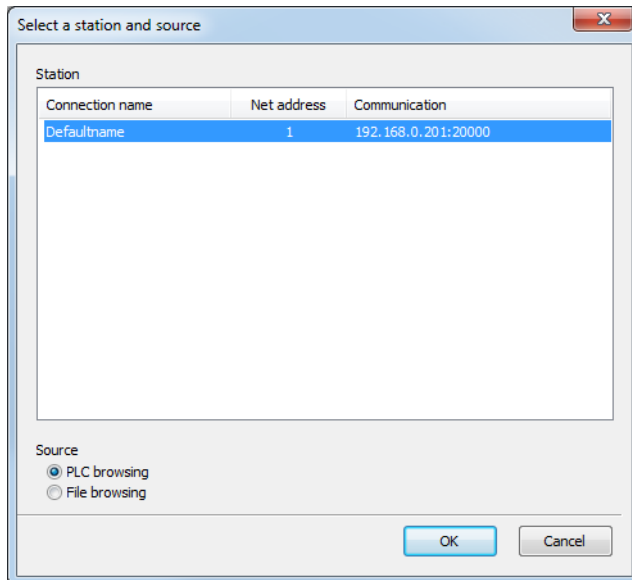 Select a station and source
Station
Connection name Net address Communication
Defaultname 1 192.168.0.201:20000
Source
PLC browsing
File browsing
OK Cancel